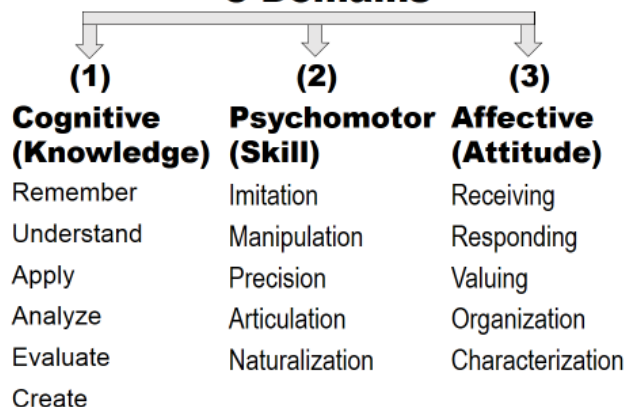 Domains
(1) (2) (3)
Cognitive Psychomotor Affective
(Knowledge) (Skill) (Attitude)
Remember Imitation Receiving
Understand Manipulation Responding
Apply Precision Valuing
Analyze Articulation Organization
Evaluate Naturalization Characterization
Create